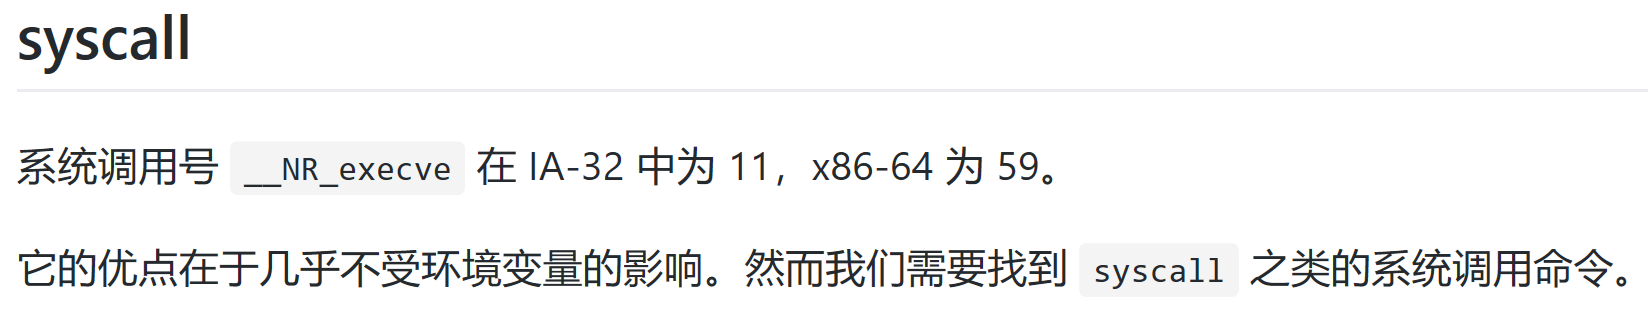 syscall
系统调用号 __NR_execve 在 IA-32 中为 11，x86-64 为 59。
它的优点在于几乎不受环境变量的影响。然而我们需要找到 syscall 之类的系统调用命令。